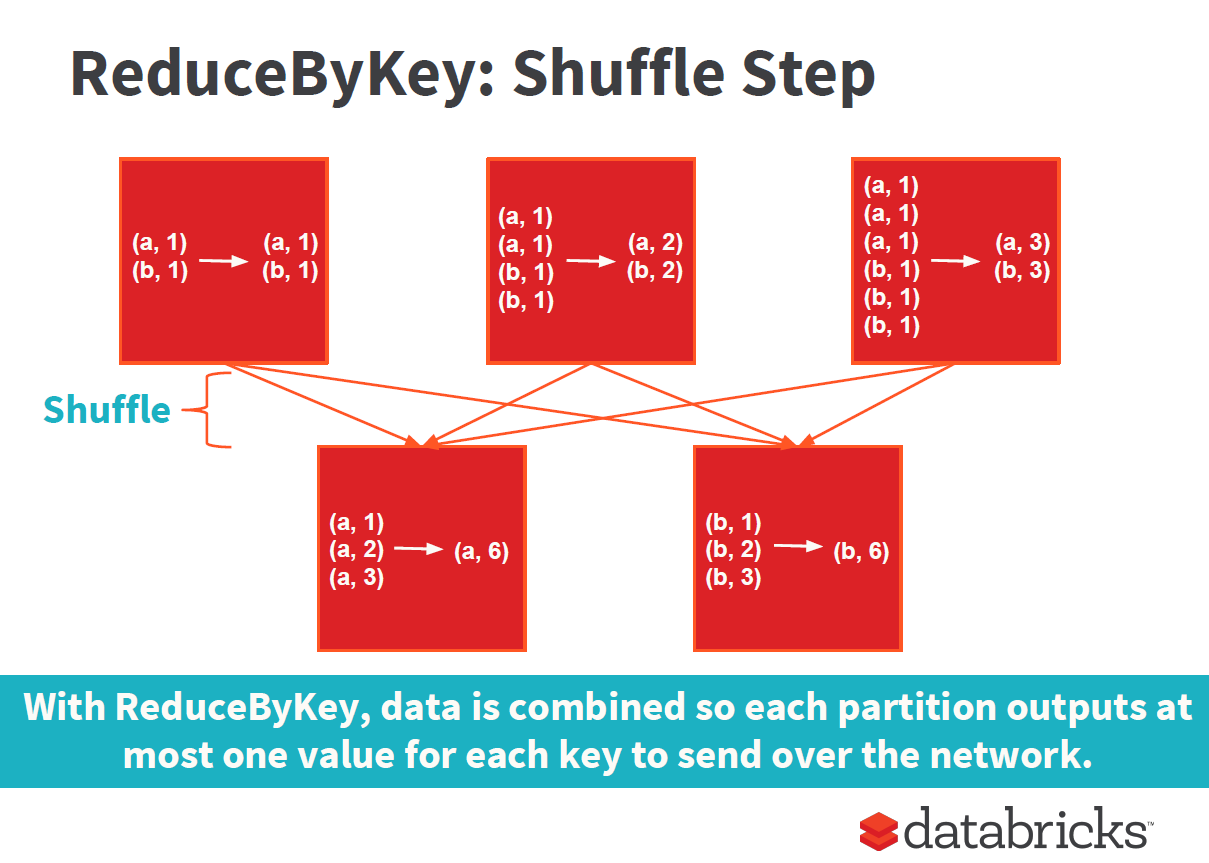 ReduceByKey: Shuffle Step
(a, 1)
(b, 1)
(a, 1)
(b, 1)
(a, 1)
(a, 1)
(b, 1)
(b, 1)
(a, 2)
(b, 2)
(a, 1)
(a, 1)
(a, 1)
(b, 1)
(b, 1)
(b, 1)
(a, 3)
(b, 3)
Shuffle
(a, 1)
(a, 2)
(a, 3)
(a, 6)
(b, 1)
(b, 2)
(b, 3)
(b, 6)
With ReduceByKey, data is combined so each partition outputs at
most one value for each key to send over the network.
databricks™